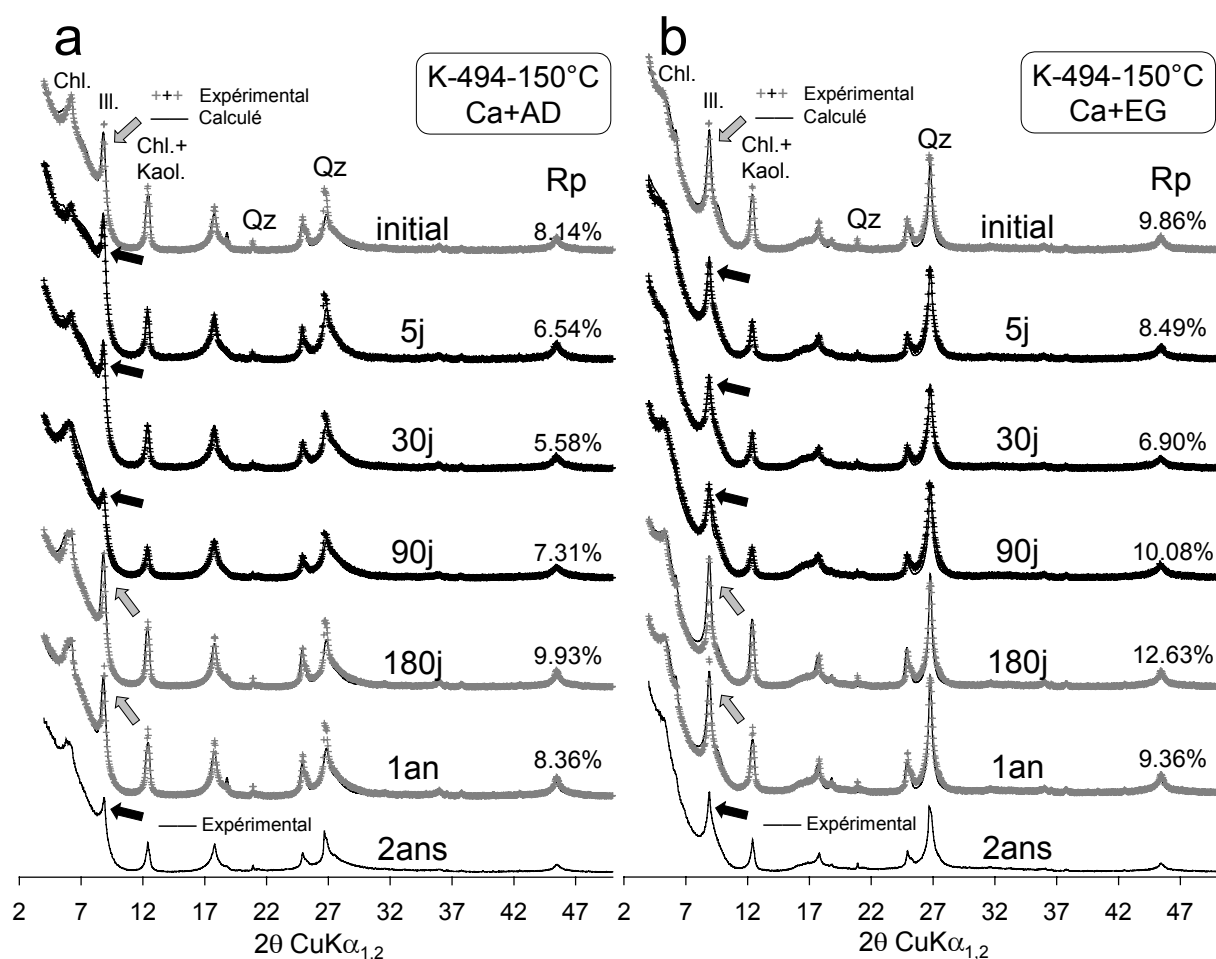 a
K-494-150°C
Ca+AD
Chl.
Ill.
+++ Expérimental
Calculé
Chl.+
Kaol.
Qz
Qz
Rp
initial
8.14%
5j
6.54%
30j
5.58%
90j
7.31%
180j
9.93%
1an
8.36%
Expérimental
2ans
2 7 12 17 22 27 32 37 42 47
2θ CuKα1,2
b
K-494-150°C
Ca+EG
Chl.
Ill.
+++ Expérimental
Calculé
Chl.+
Kaol.
Qz
Qz
Rp
initial
9.86%
5j
8.49%
30j
6.90%
90j
10.08%
180j
12.63%
1an
9.36%
Expérimental
2ans
2 7 12 17 22 27 32 37 42 47
2θ CuKα1,2